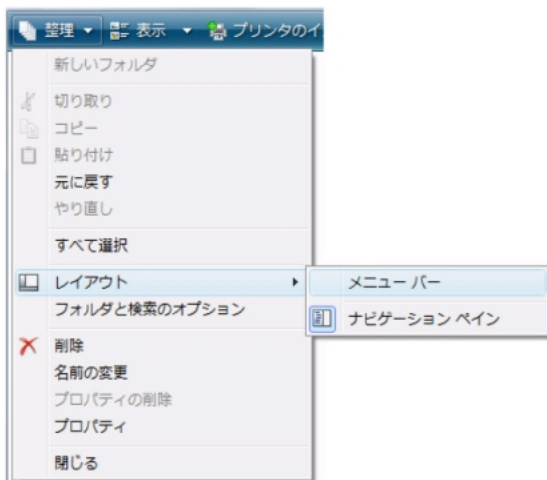 整理 表示 プリンタのイ
新しいフォルダ
切り取り
コピー
貼り付け
元に戻す
やり直し
すべて選択
レイアウト
メニュー バー
フォルダと検索のオプション
ナビゲーション ペイン
削除
名前の変更
プロパティの削除
プロパティ
閉じる